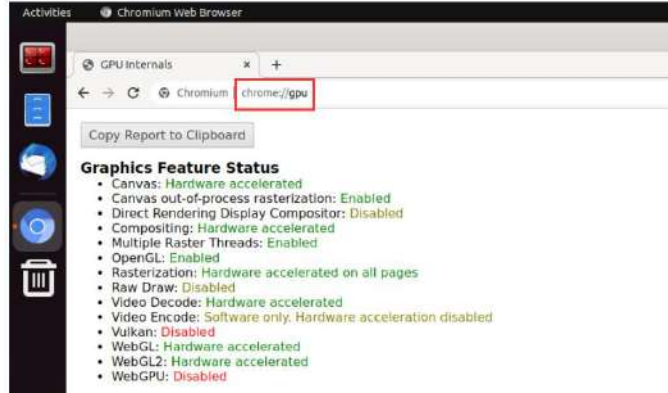 Activities Chromium Web Browser
GPU Internals × +
Chromium chrome://gpu
Copy Report to Clipboard
Graphics Feature Status
• Canvas: Hardware accelerated
• Canvas out-of-process rasterization: Enabled
• Direct Rendering Display Compositor: Disabled
• Compositing: Hardware accelerated
• Multiple Raster Threads: Enabled
• OpenGL: Enabled
• Rasterization: Hardware accelerated on all pages
• Raw Draw: Disabled
• Video Decode: Hardware accelerated
• Video Encode: Software only. Hardware acceleration disabled
• Vulkan: Disabled
• WebGL: Hardware accelerated
• WebGL2: Hardware accelerated
• WebGPU: Disabled